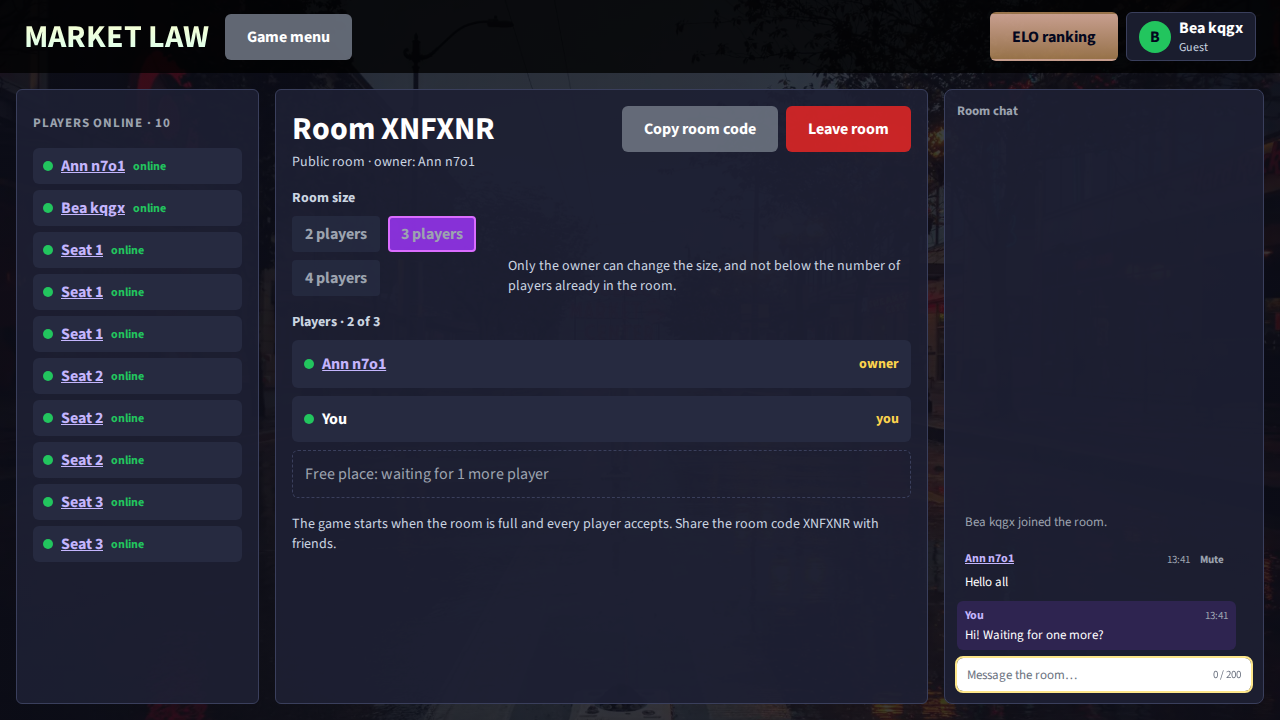 MARKET LAW
Game menu
ELO ranking
B
Bea kqgx
Guest
PLAYERS ONLINE · 10
Ann n7o1 online
Bea kqgx online
Seat 1 online
Seat 1 online
Seat 1 online
Seat 2 online
Seat 2 online
Seat 2 online
Seat 3 online
Seat 3 online
Room XNFXNR
Copy room code
Leave room
Public room · owner: Ann n7o1
Room size
2 players
3 players
4 players
Only the owner can change the size, and not below the number of
players already in the room.
Players · 2 of 3
Ann n7o1 owner
You you
Free place: waiting for 1 more player
The game starts when the room is full and every player accepts. Share the room code XNFXNR with
friends.
Room chat
Bea kqgx joined the room.
Ann n7o1 13:41 Mute
Hello all
You 13:41
Hi! Waiting for one more?
Message the room… 0 / 200